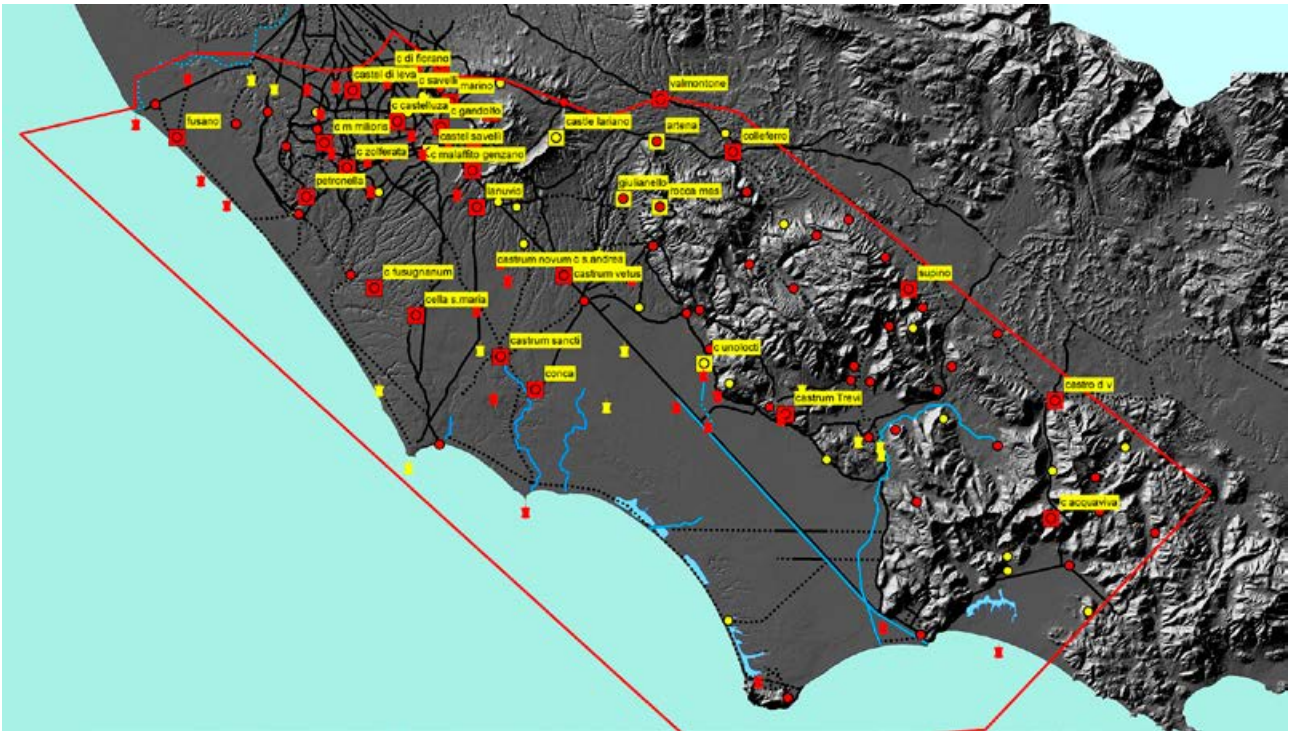 c di fiorano
castel di leva
c savelli
marino
valmontone
c castelluza
c gandolfo
fusano
c m milioris
castel savelli
castle lariano
artena
colleferro
c zolferata
c malaffito genzano
petronella
lanuvio
giulianello
rocca mas
castrum novum c s.andrea
castrum vetus
supino
c fusugnanum
cella s.maria
castrum sancti
c unolocti
conca
castro d v
castrum Trevi
c acquaviva